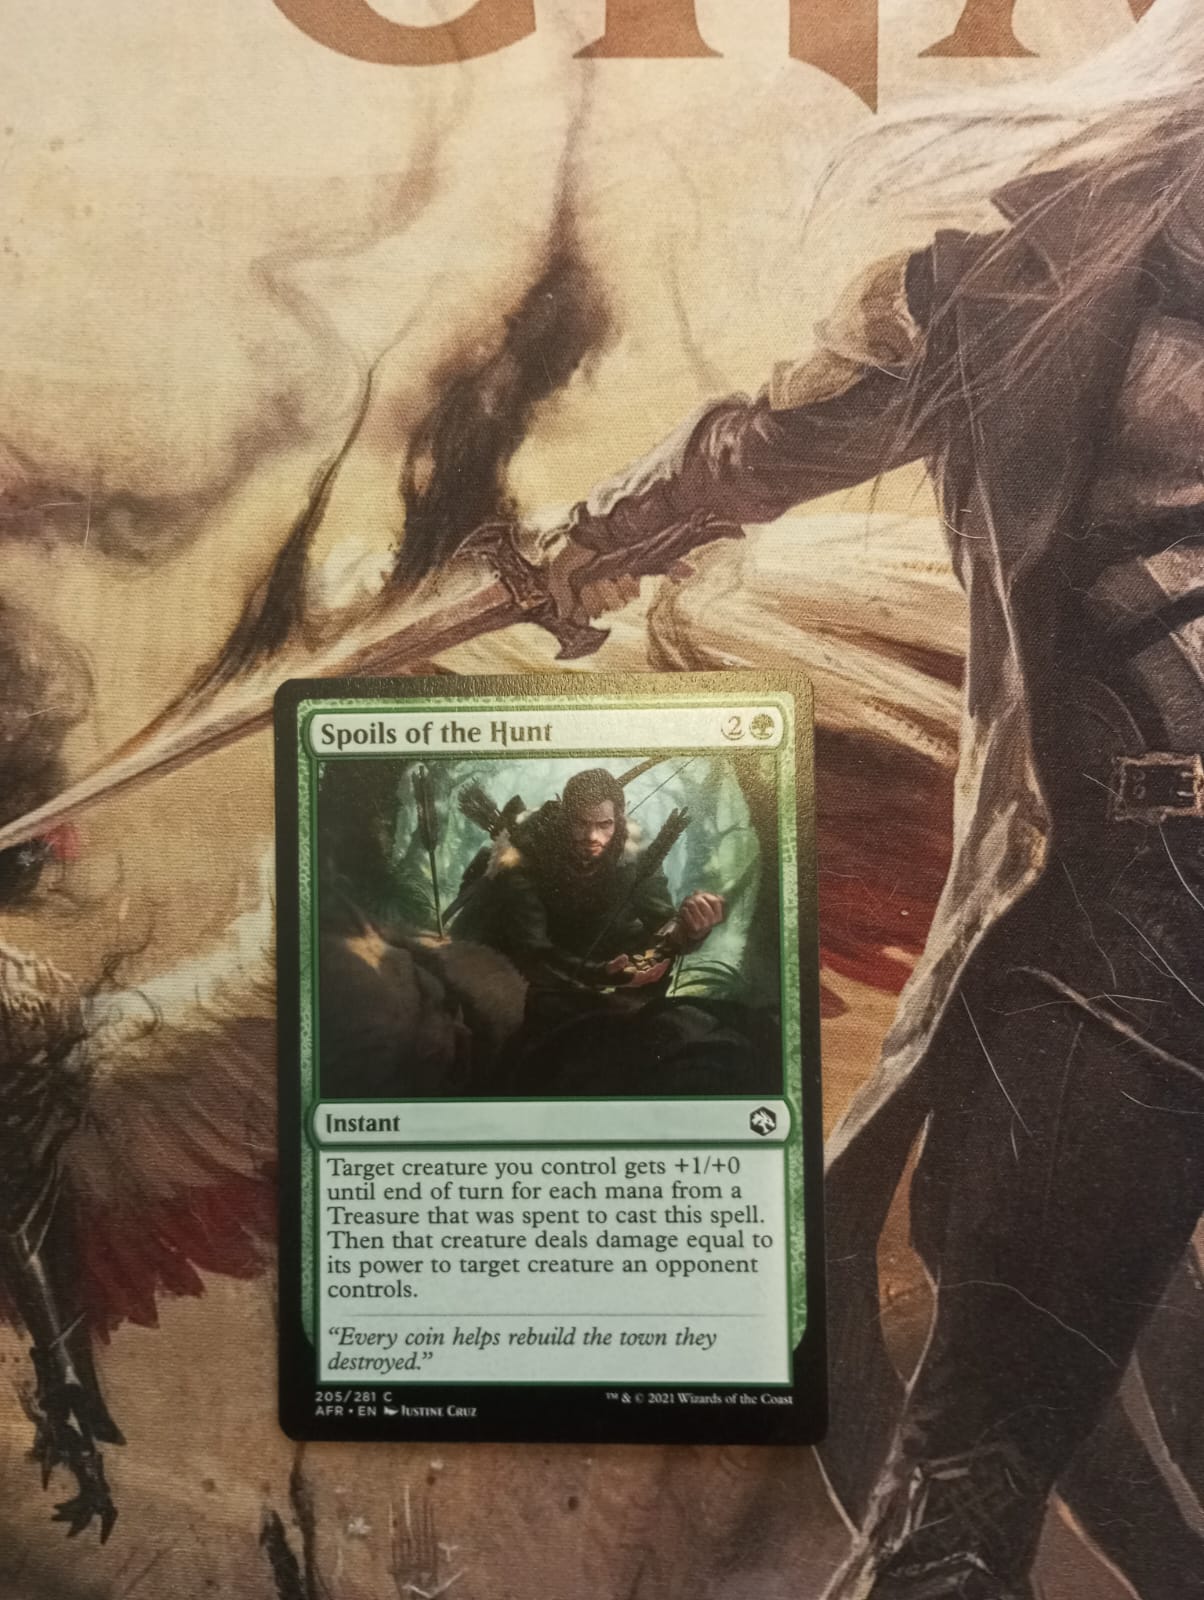 Spoils of the Hunt 2
Instant
Target creature you control gets +1/+0
until end of turn for each mana from a
Treasure that was spent to cast this spell.
Then that creature deals damage equal to
its power to target creature an opponent
controls.
“Every coin helps rebuild the town they
destroyed.”
205/281 C
™ & © 2021 Wizards of the Coast
AFR • EN Justine Cruz